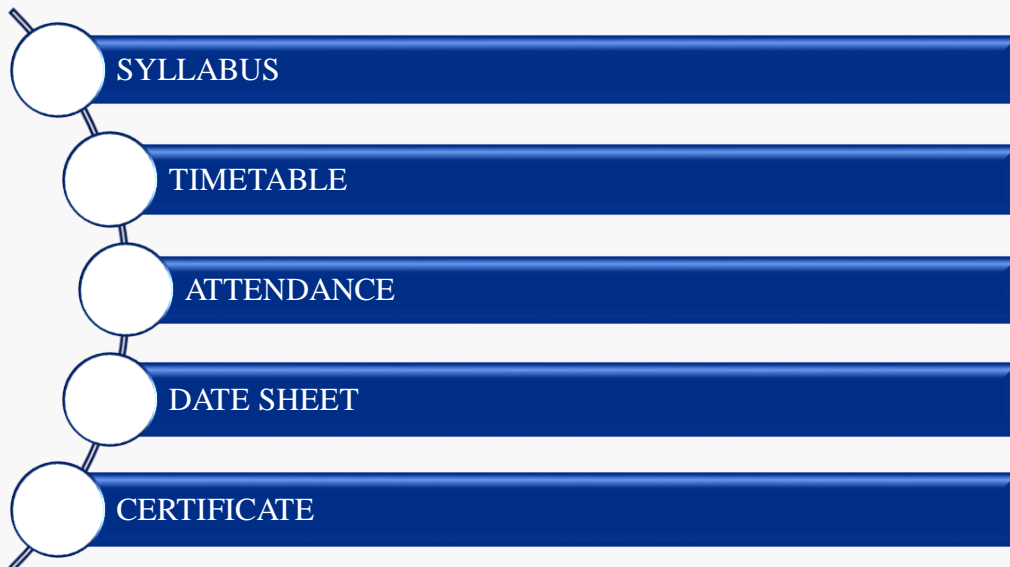 SYLLABUS
TIMETABLE
ATTENDANCE
DATE SHEET
CERTIFICATE